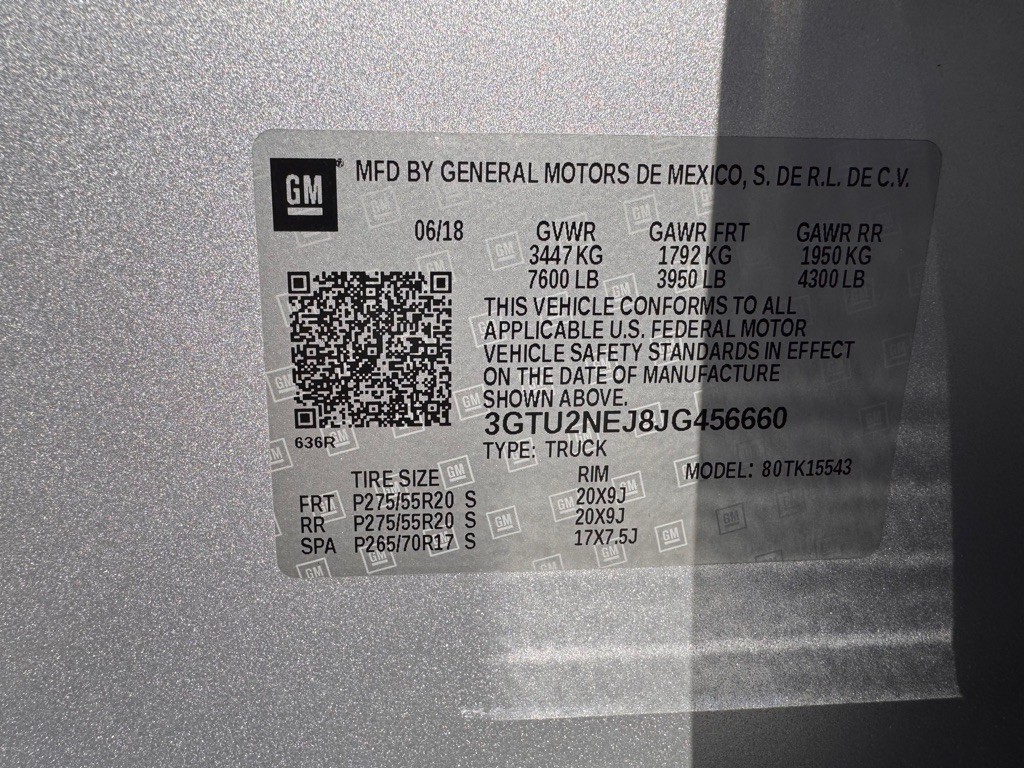 GM
MFD BY GENERAL MOTORS DE MEXICO, S. DE R.L. DE C.V.
06/18 GVWR GAWR FRT GAWR RR
3447 KG 1792 KG 1950 KG
7600 LB 3950 LB 4300 LB
THIS VEHICLE CONFORMS TO ALL
APPLICABLE U.S. FEDERAL MOTOR
VEHICLE SAFETY STANDARDS IN EFFECT
ON THE DATE OF MANUFACTURE
SHOWN ABOVE.
3GTU2NEJ8JG456660
636R
TYPE: TRUCK
MODEL: 80TK15543
TIRE SIZE RIM
FRT P275/55R20 S 20X9J
RR P275/55R20 S 20X9J
SPA P265/70R17 S 17X7.5J